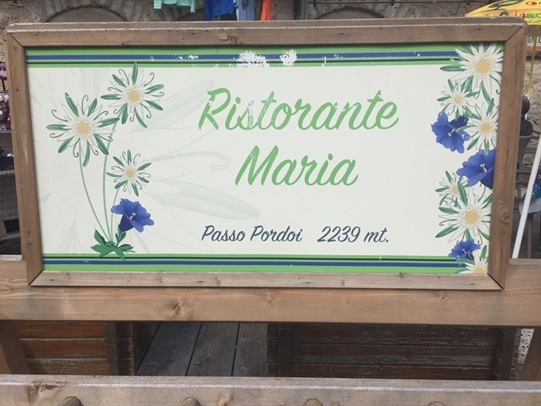 Ristorante
Maria
Passo Pordoi 2239 mt.